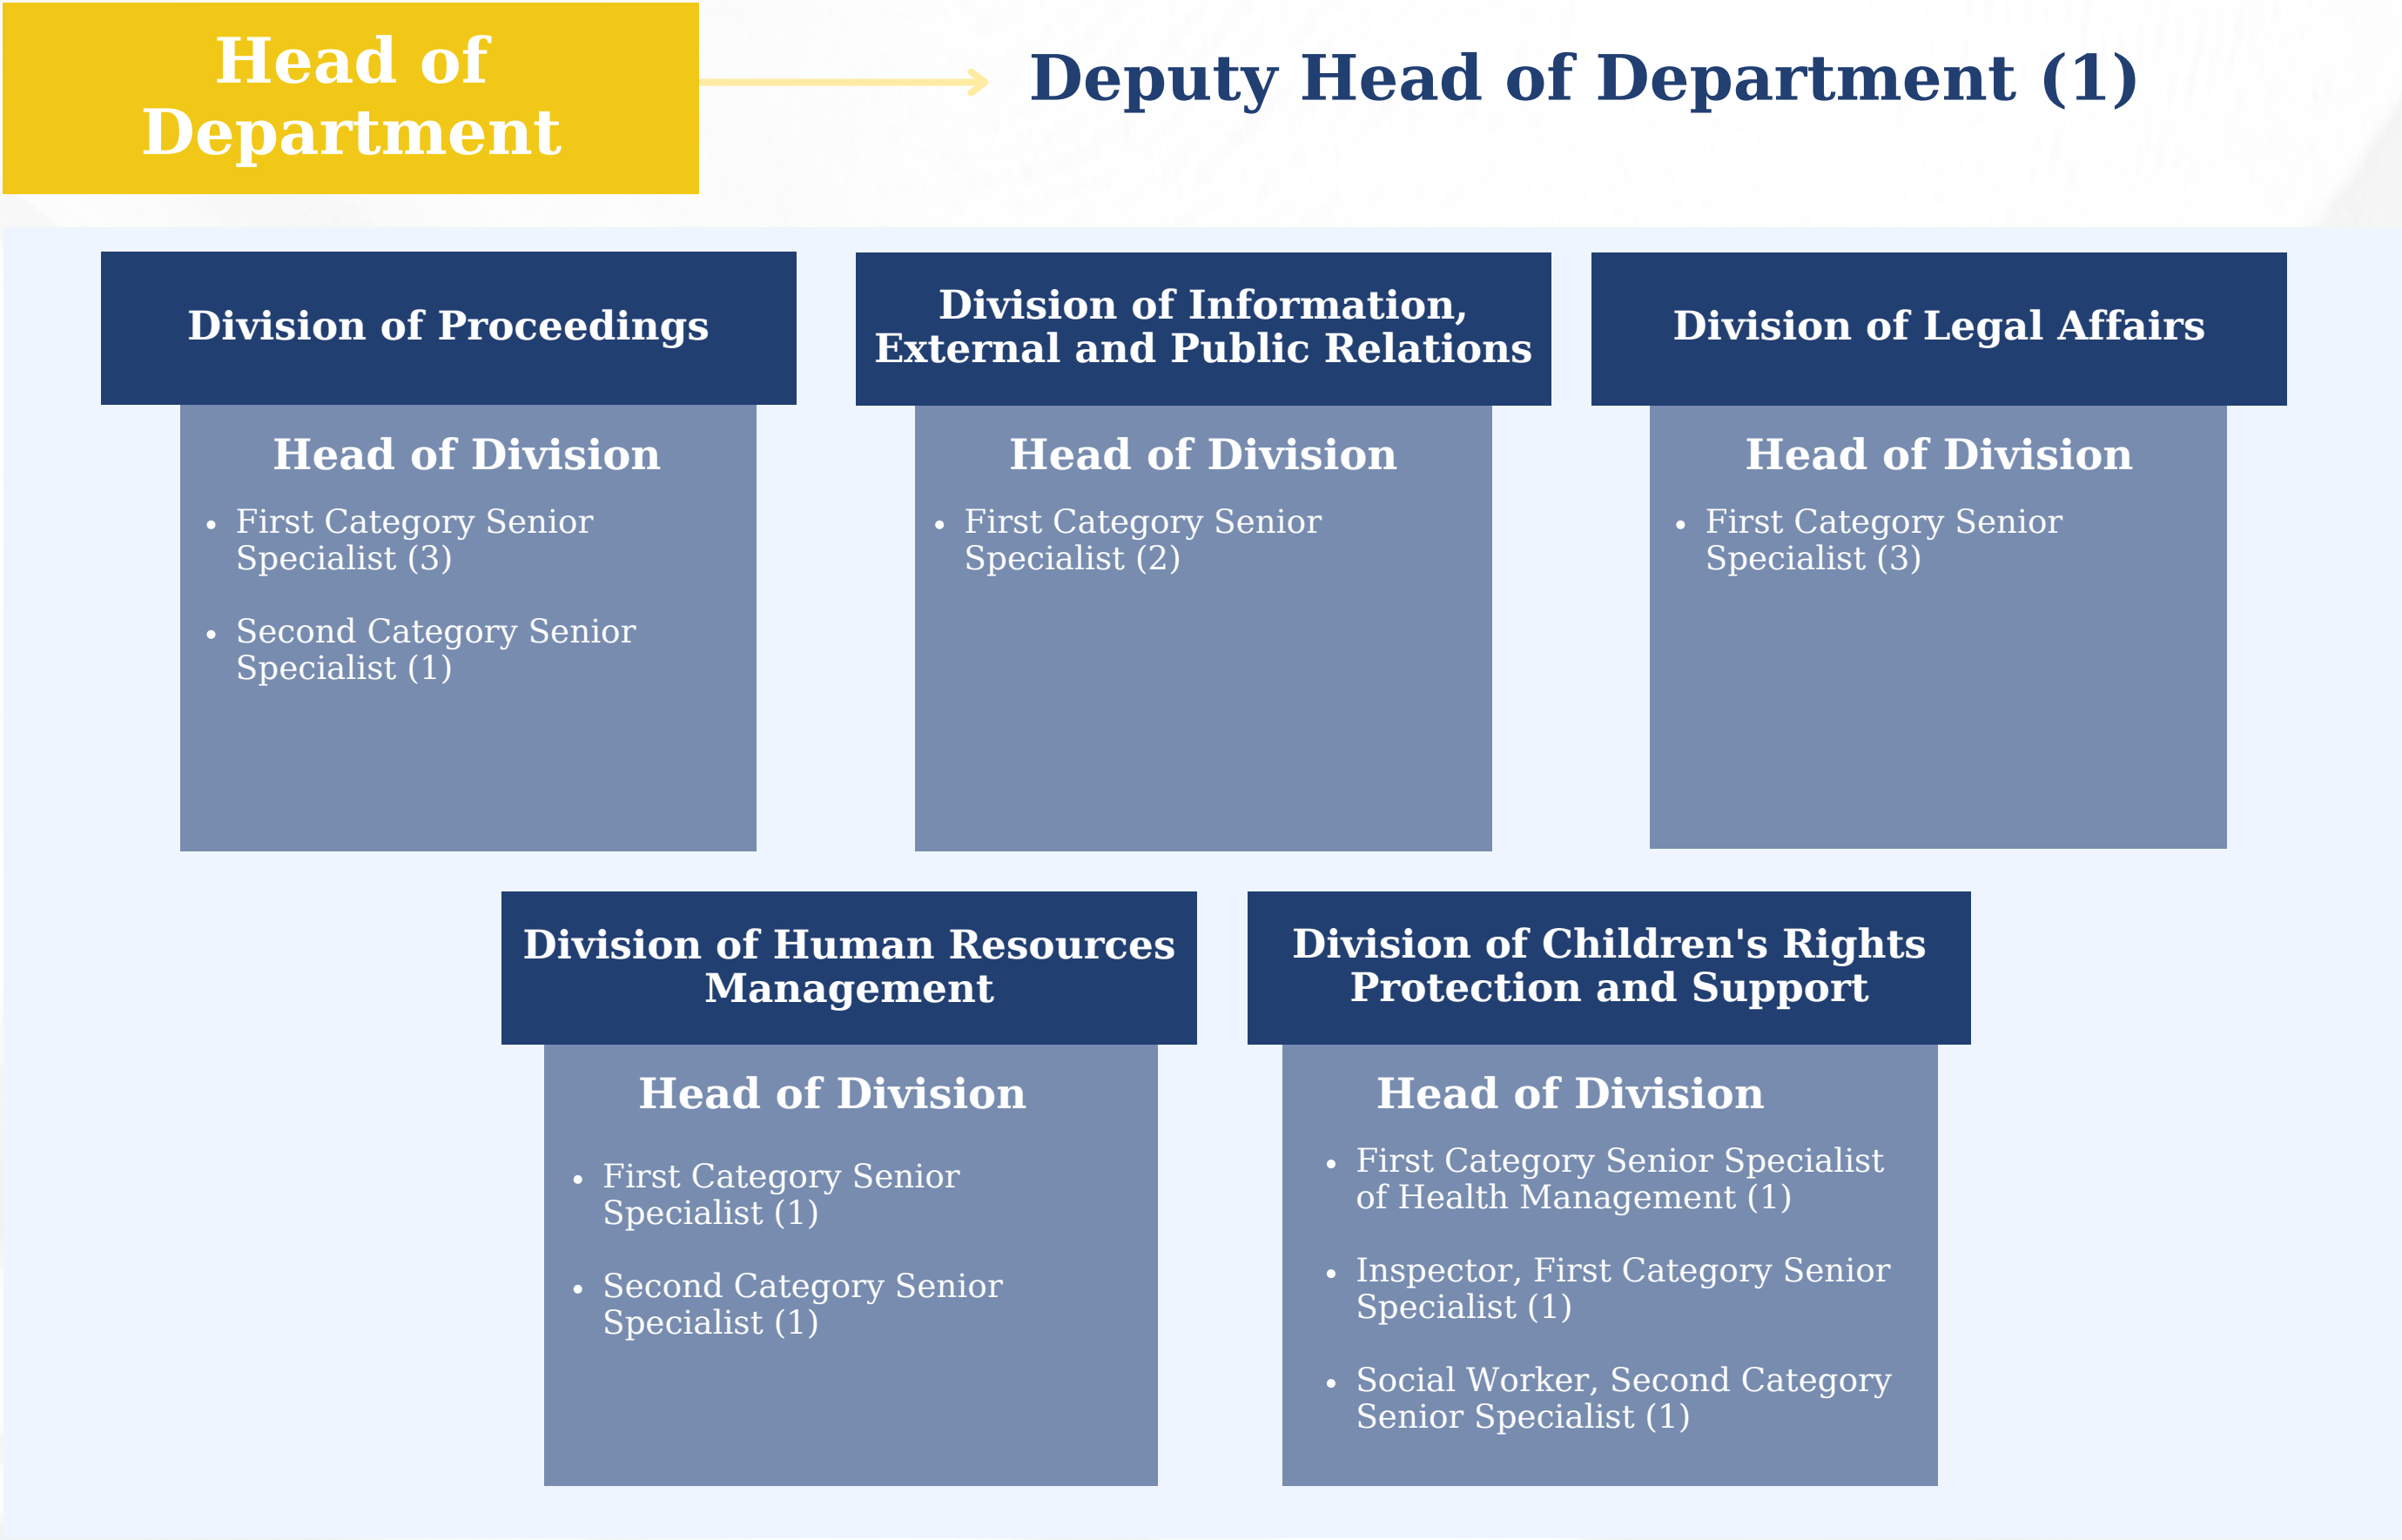 Head of
Department
Deputy Head of Department (1)
Division of Proceedings
Head of Division
• First Category Senior
Specialist (3)
• Second Category Senior
Specialist (1)
Division of Information,
External and Public Relations
Head of Division
• First Category Senior
Specialist (2)
Division of Legal Affairs
Head of Division
• First Category Senior
Specialist (3)
Division of Human Resources
Management
Head of Division
• First Category Senior
Specialist (1)
• Second Category Senior
Specialist (1)
Division of Children's Rights
Protection and Support
Head of Division
• First Category Senior Specialist
of Health Management (1)
• Inspector, First Category Senior
Specialist (1)
• Social Worker, Second Category
Senior Specialist (1)